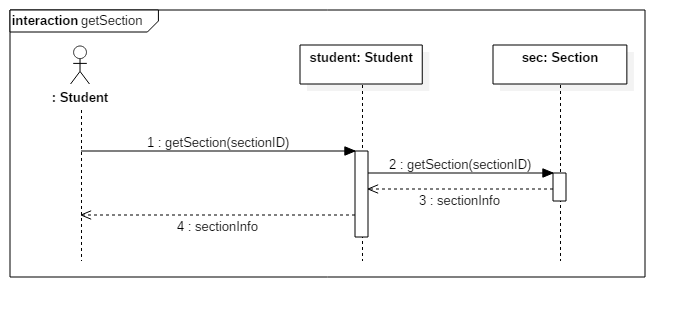 interaction getSection
student: Student
sec: Section
: Student
1 : getSection(sectionID)
2 : getSection(sectionID)
3 : sectionInfo
4 : sectionInfo